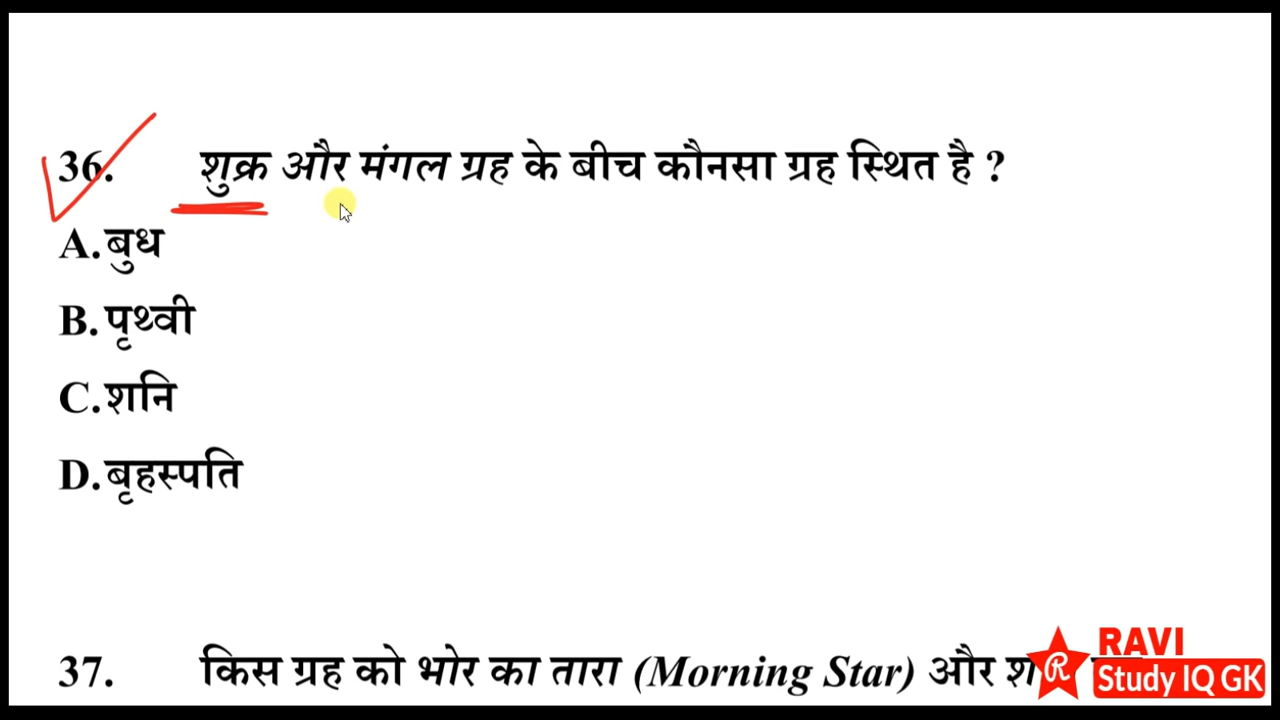 36. शुक्र और मंगल ग्रह के बीच कौनसा ग्रह स्थित है ?
A. बुध
B. पृथ्वी
C. शनि
D. बृहस्पति
37. किस ग्रह को भोर का तारा (Morning Star) और
RAVI
Study IQ GK